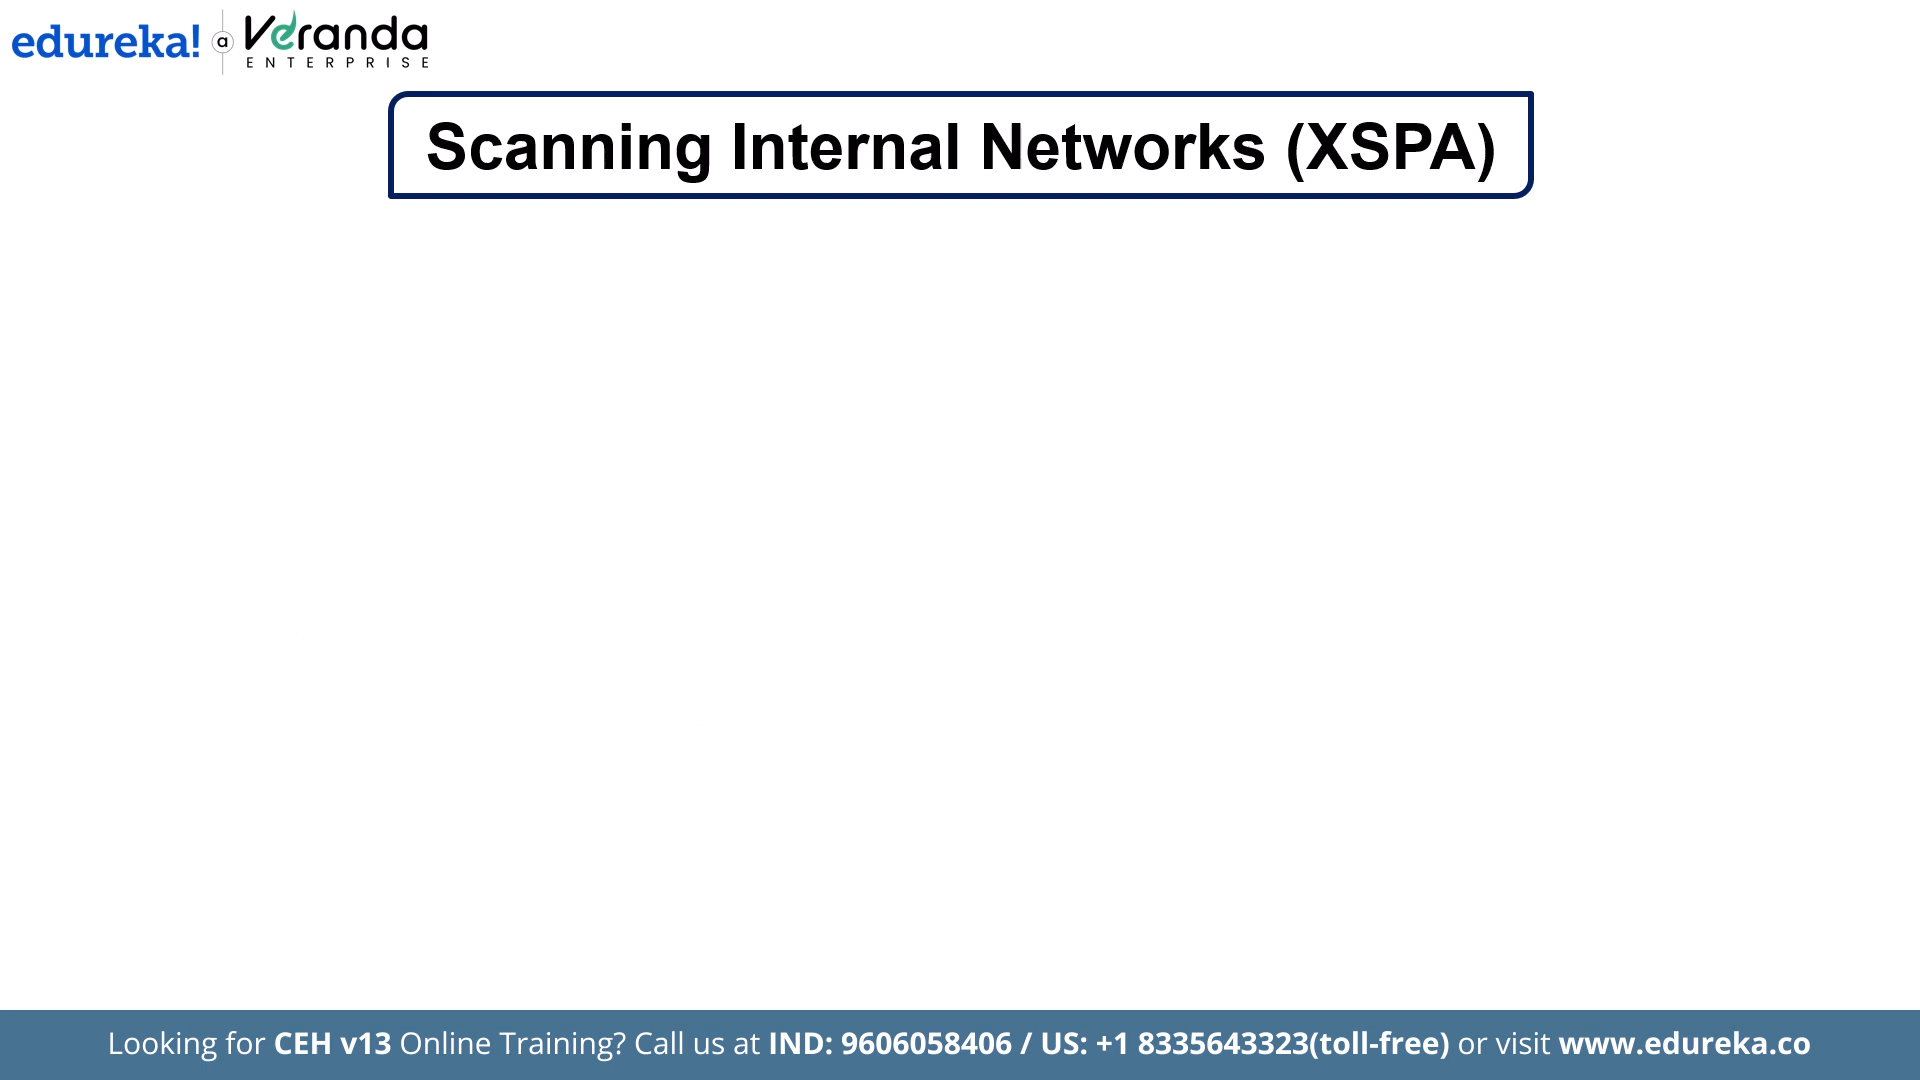 edureka! a Veranda
ENTERPRISE
Scanning Internal Networks (XSPA)
Looking for CEH v13 Online Training? Call us at IND: 9606058406 / US: +1 8335643323(toll-free) or visit www.edureka.co